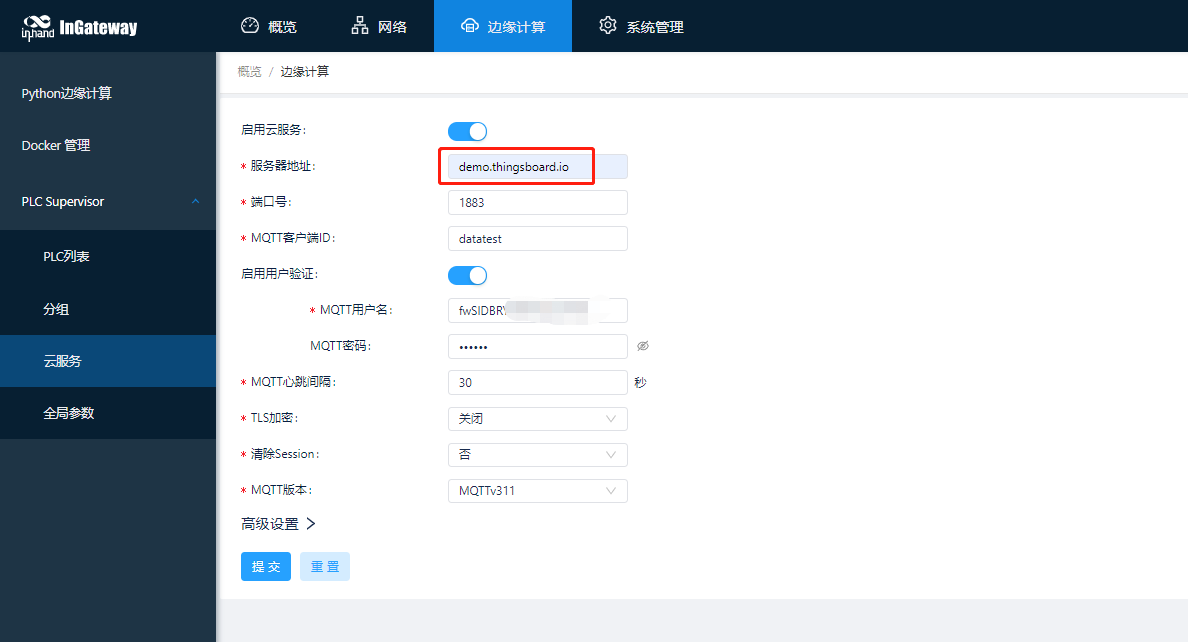 inhand InGateway
概览
网络
边缘计算
系统管理
Python边缘计算
Docker 管理
PLC Supervisor
PLC列表
分组
云服务
全局参数
概览 / 边缘计算
启用云服务:
* 服务器地址: demo.thingsboard.io
* 端口号: 1883
* MQTT客户端ID: datatest
启用用户验证:
* MQTT用户名: fwSIDBRY
MQTT密码: ••••••
* MQTT心跳间隔: 30 秒
* TLS加密: 关闭
* 清除Session: 否
* MQTT版本: MQTTv311
高级设置
提 交
重 置